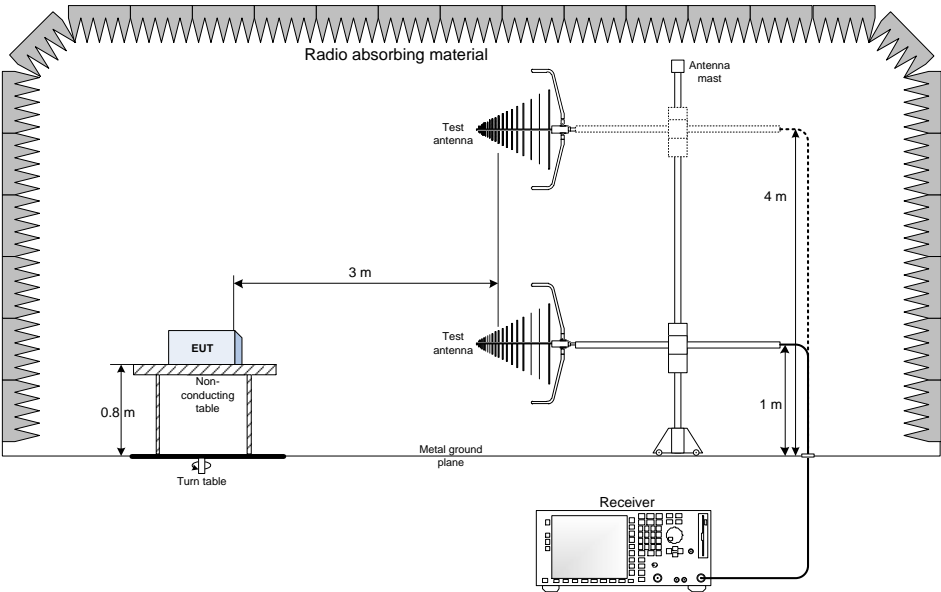 Radio absorbing material
Antenna
mast
Test
antenna
4 m
3 m
Test
antenna
EUT
Non-
conducting
table
0.8 m
1 m
Metal ground
plane
Turn table
Receiver